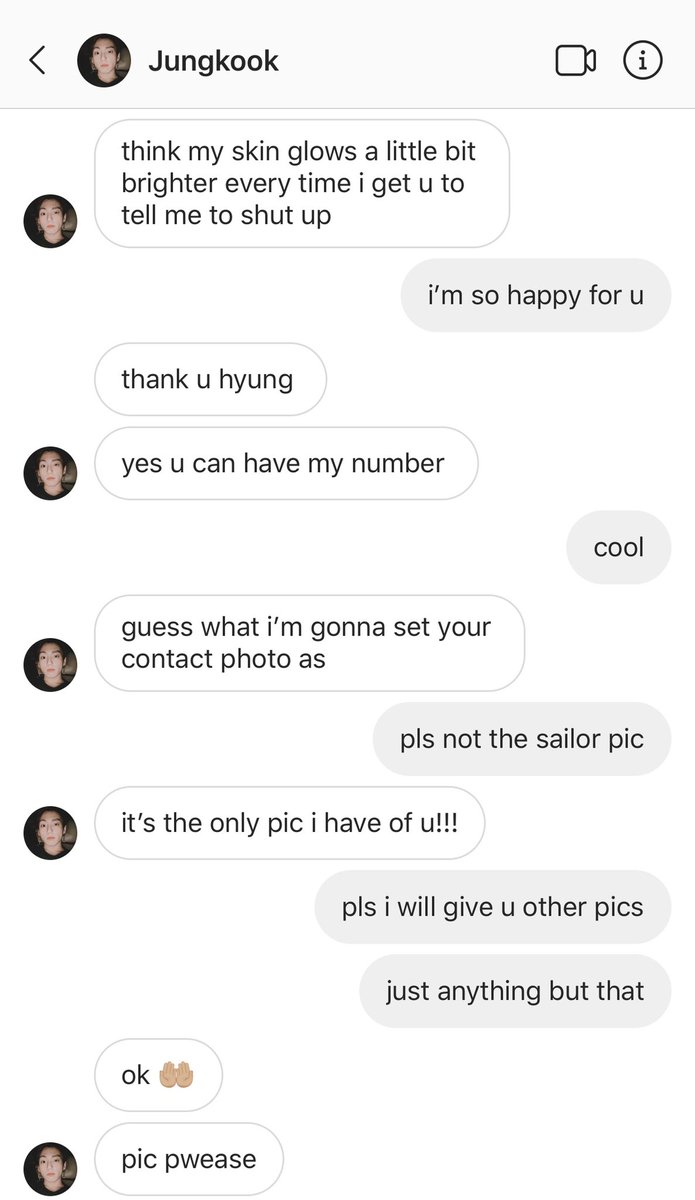 Jungkook
think my skin glows a little bit
brighter every time i get u to
tell me to shut up
i’m so happy for u
thank u hyung
yes u can have my number
cool
guess what i’m gonna set your
contact photo as
pls not the sailor pic
it’s the only pic i have of u!!!
pls i will give u other pics
just anything but that
ok 🤲🏼
pic pwease